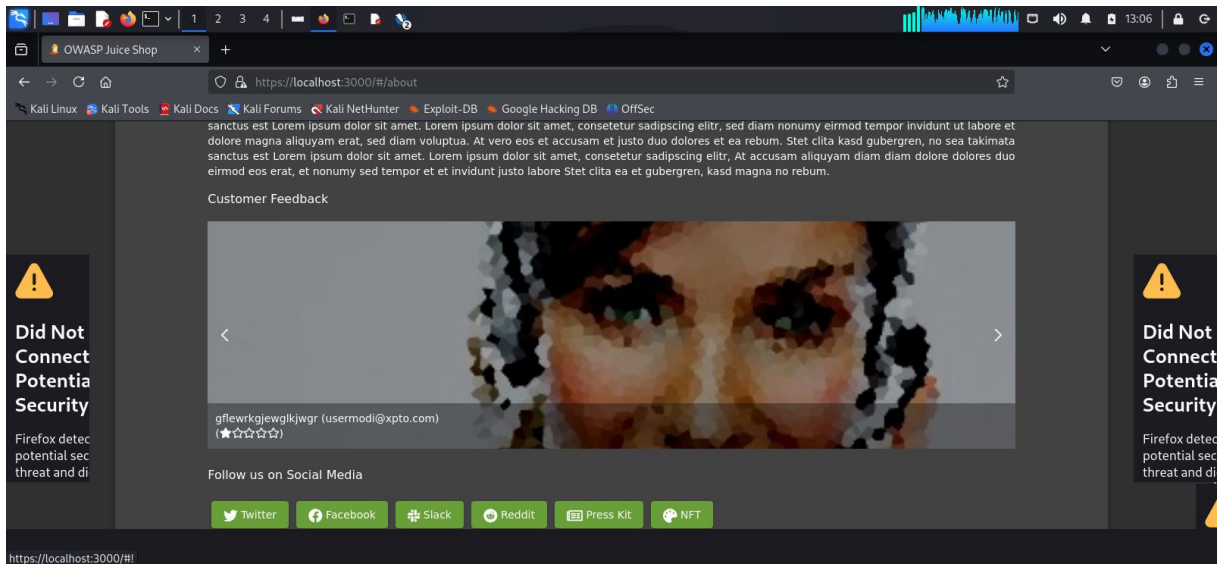 1 2 3 4
2
13:06
OWASP Juice Shop
https://localhost:3000/#/about
Kali Linux Kali Tools Kali Docs Kali Forums Kali NetHunter Exploit-DB Google Hacking DB OffSec
sanctus est Lorem ipsum dolor sit amet. Lorem ipsum dolor sit amet, consetetur sadipscing elitr, sed diam nonumy eirmod tempor invidunt ut labore et
dolore magna aliquyam erat, sed diam voluptua. At vero eos et accusam et justo duo dolores et ea rebum. Stet clita kasd gubergren, no sea takimata
sanctus est Lorem ipsum dolor sit amet. Lorem ipsum dolor sit amet, consetetur sadipscing elitr, At accusam aliquyam diam diam dolore dolores duo
eirmod eos erat, et nonumy sed tempor et et invidunt justo labore Stet clita ea et gubergren, kasd magna no rebum.
Customer Feedback
gflewrkgjewglkjwgr (usermodi@xpto.com)
(★☆☆☆☆)
Did Not
Connect
Potentia
Security
Firefox detec
potential sec
threat and di
Did Not
Connect
Potentia
Security
Firefox detec
potential sec
threat and di
Follow us on Social Media
Twitter Facebook Slack Reddit Press Kit NFT
https://localhost:3000/#!